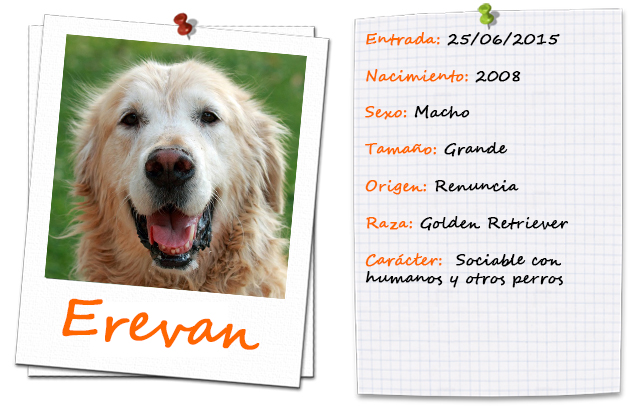 Erevan
Entrada: 25/06/2015
Nacimiento: 2008
Sexo: Macho
Tamaño: Grande
Origen: Renuncia
Raza: Golden Retriever
Carácter: Sociable con
humanos y otros perros